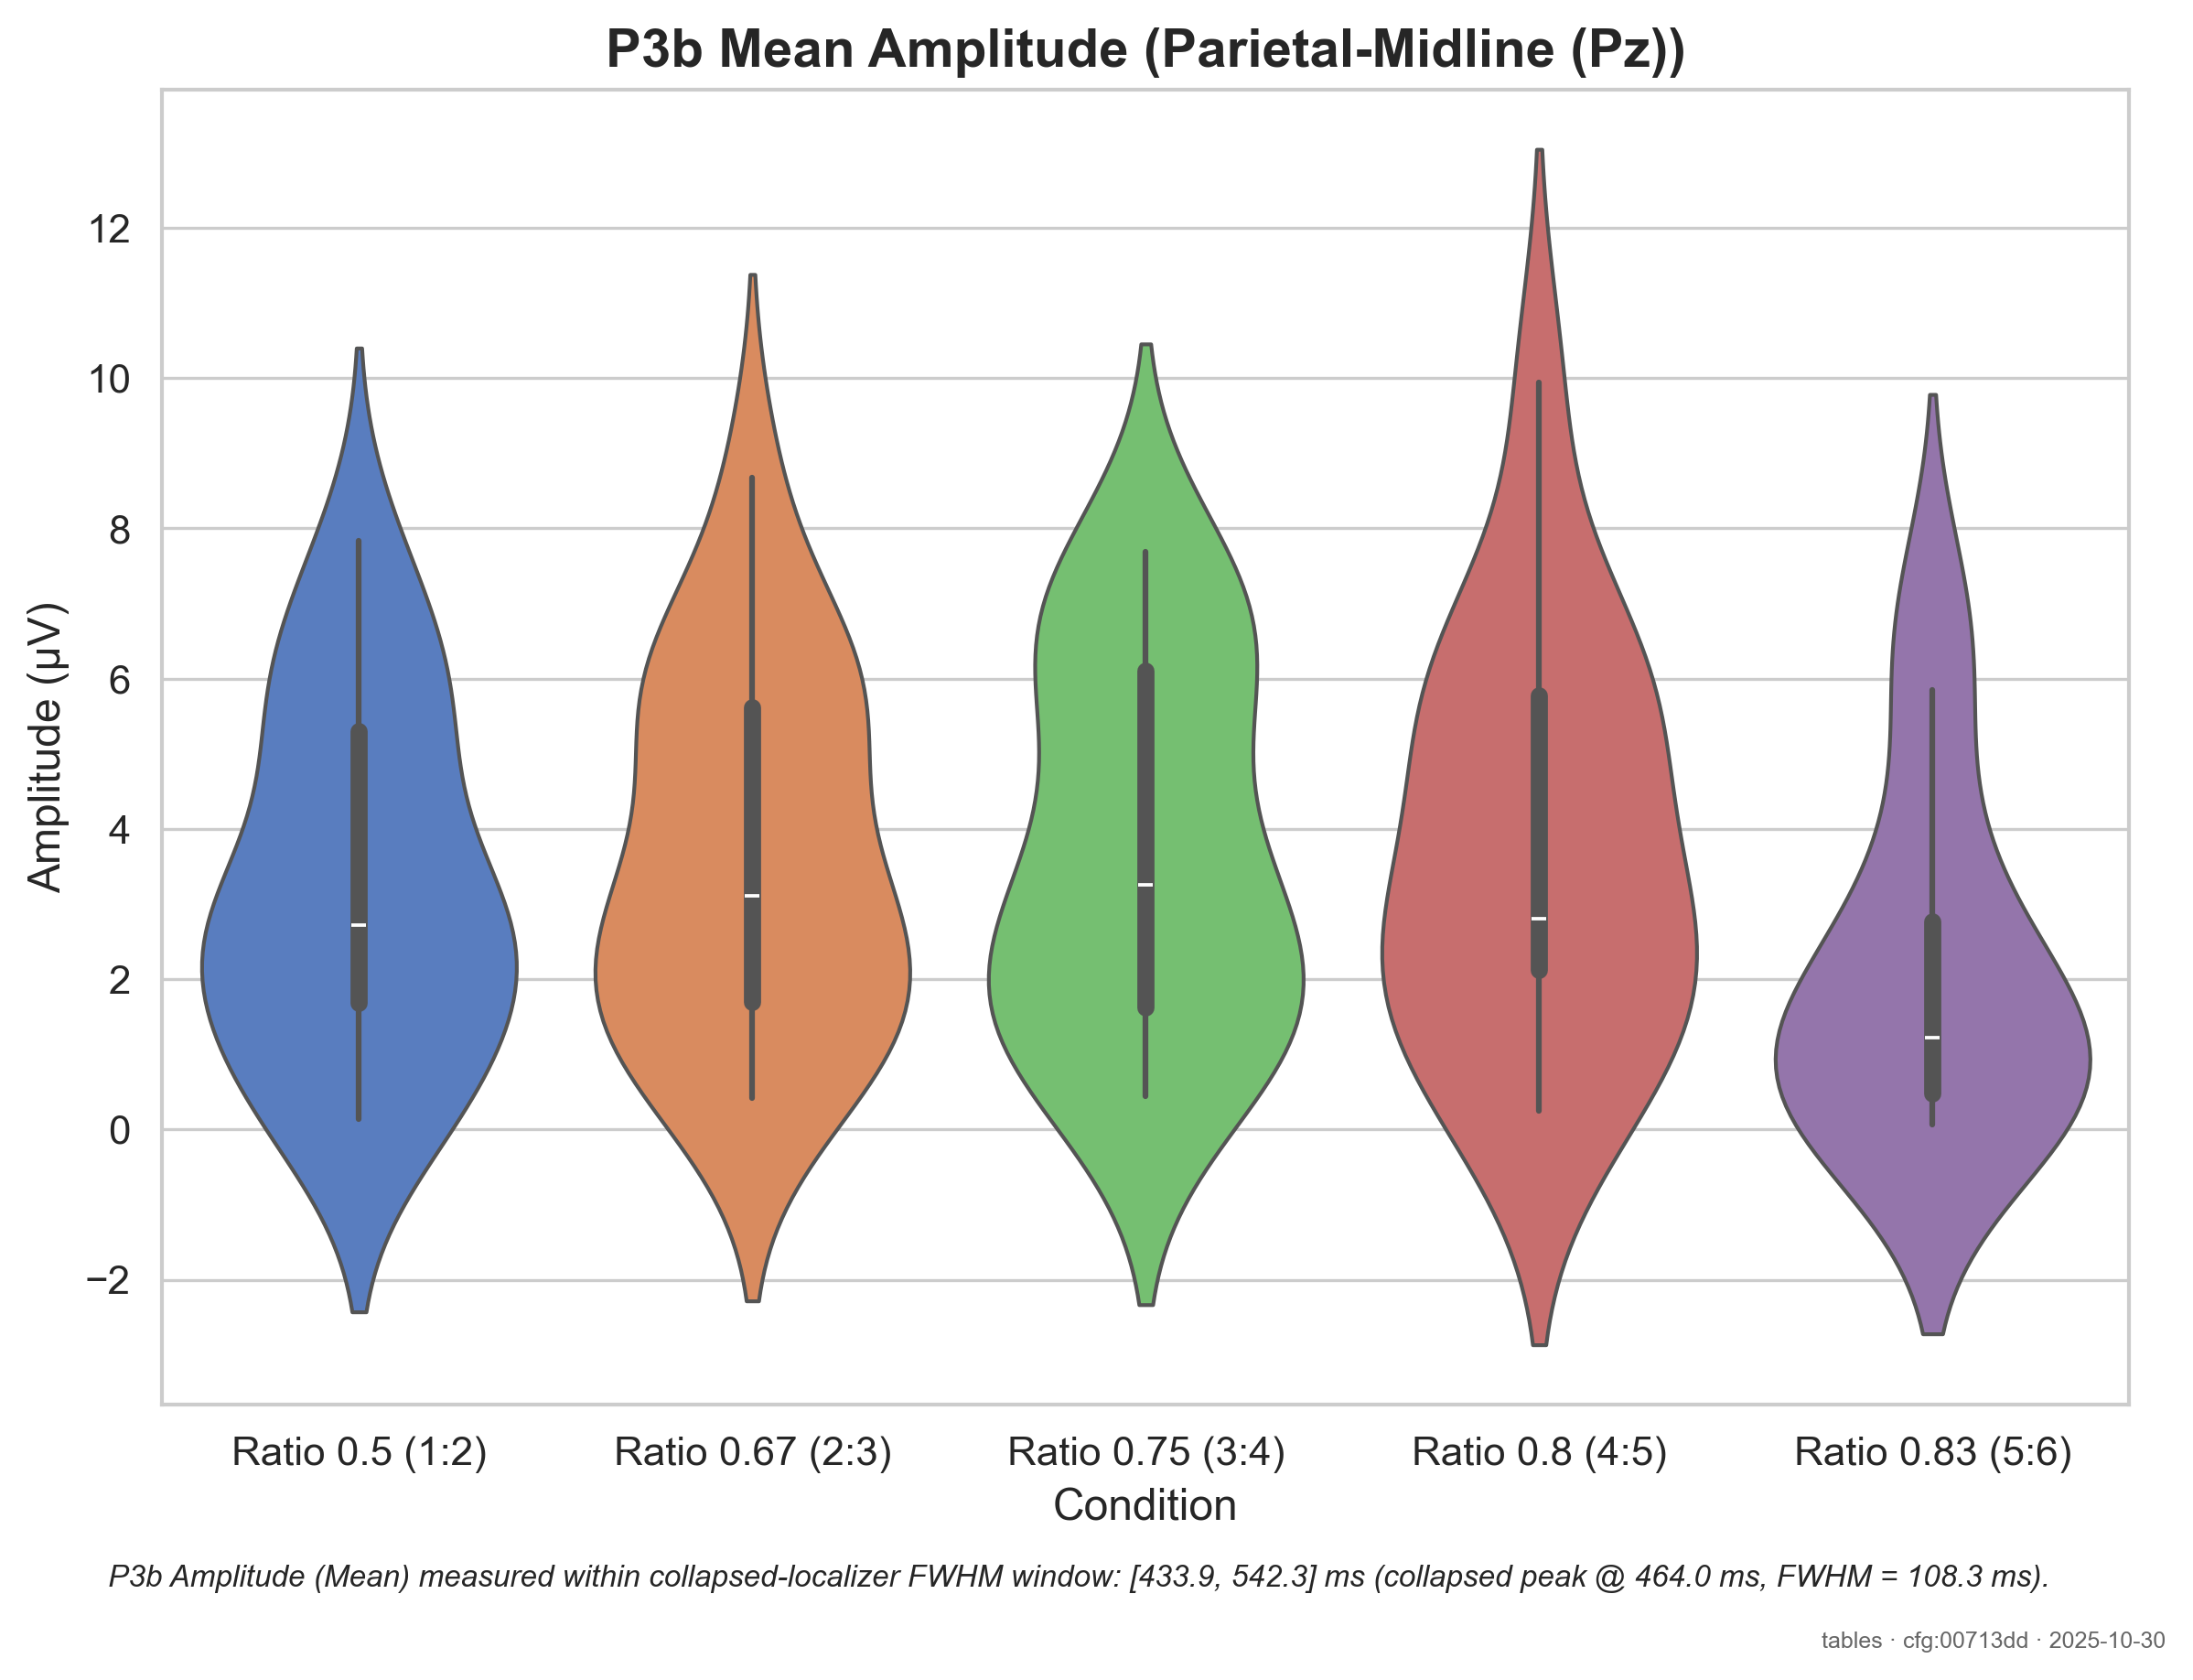 P3b Mean Amplitude (Parietal-Midline (Pz))
Amplitude (µV)
12
10
8
6
4
2
0
−2
Ratio 0.5 (1:2) Ratio 0.67 (2:3) Ratio 0.75 (3:4) Ratio 0.8 (4:5) Ratio 0.83 (5:6)
Condition
P3b Amplitude (Mean) measured within collapsed-localizer FWHM window: [433.9, 542.3] ms (collapsed peak @ 464.0 ms, FWHM = 108.3 ms).
tables · cfg:00713dd · 2025-10-30